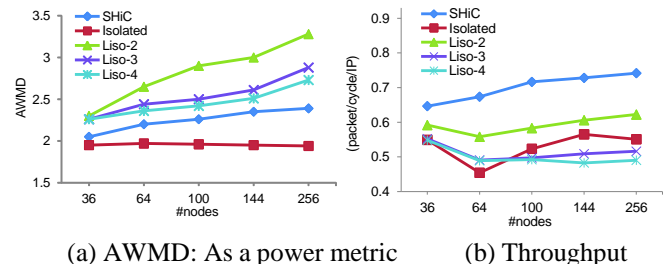 3.5
3
2.5
2
1.5
AWMD
SHiC
Isolated
Liso-2
Liso-3
Liso-4
36 64 100 144 256
#nodes
(a) AWMD: As a power metric
0.9
0.8
0.7
0.6
0.5
0.4
(packet/cycle/IP)
SHiC
Isolated
Liso-2
Liso-3
Liso-4
36 64 100 144 256
#nodes
(b) Throughput